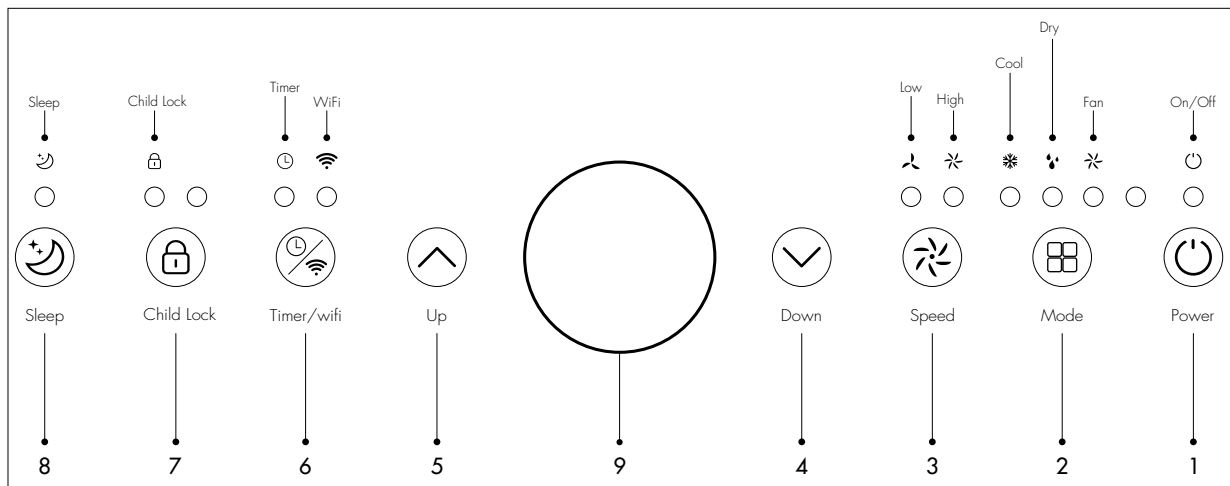 Dry
Cool
Timer
Low
Sleep
Child Lock
WiFi
High
Fan
On/Off
Sleep
Child Lock
Timer/wifi
Up
Down
Speed
Mode
Power
8
7
6
5
9
4
3
2
1